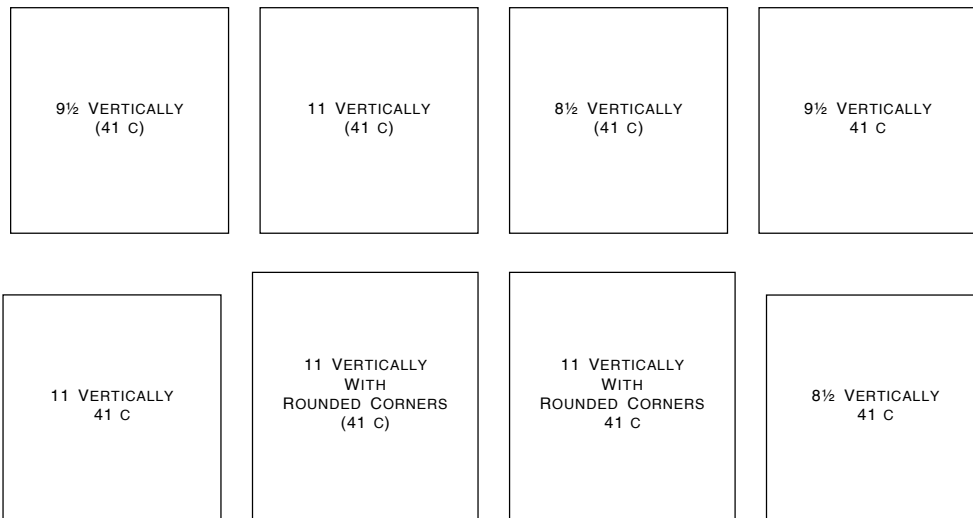 9½ VERTICALLY
(41 C)
11 VERTICALLY
(41 C)
8½ VERTICALLY
(41 C)
9½ VERTICALLY
41 C
11 VERTICALLY
41 C
11 VERTICALLY
WITH
ROUNDED CORNERS
(41 C)
11 VERTICALLY
WITH
ROUNDED CORNERS
41 C
8½ VERTICALLY
41 C